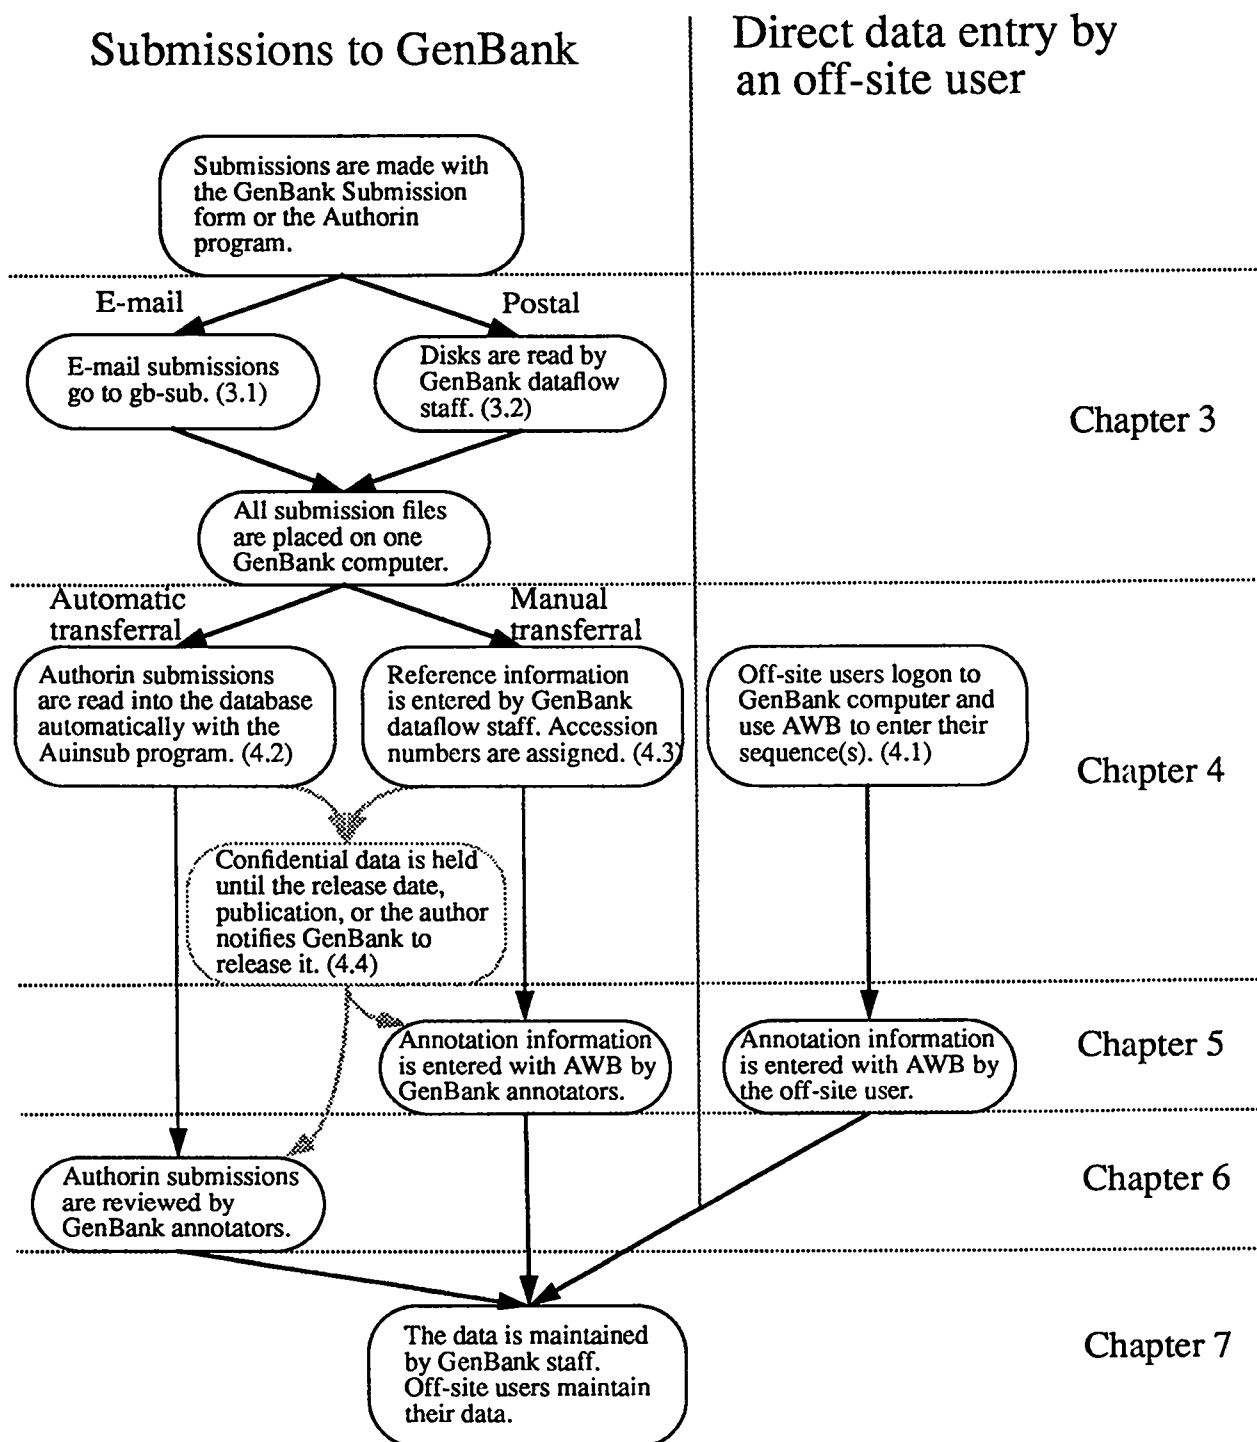 Submissions to GenBank
Direct data entry by
an off-site user
Submissions are made with
the GenBank Submission
form or the Authorin
program.
E-mail
Postal
E-mail submissions
go to gb-sub. (3.1)
Disks are read by
GenBank dataflow
staff. (3.2)
Chapter 3
All submission files
are placed on one
GenBank computer.
Automatic
transferral
Manual
transferral
Authorin submissions
are read into the database
automatically with the
Auinsub program. (4.2)
Reference information
is entered by GenBank
dataflow staff. Accession
numbers are assigned. (4.3)
Off-site users logon to
GenBank computer and
use AWB to enter their
sequence(s). (4.1)
Chapter 4
Confidential data is held
until the release date,
publication, or the author
notifies GenBank to
release it. (4.4)
Annotation information
is entered with AWB by
GenBank annotators.
Annotation information
is entered with AWB by
the off-site user.
Chapter 5
Authorin submissions
are reviewed by
GenBank annotators.
Chapter 6
The data is maintained
by GenBank staff.
Off-site users maintain
their data.
Chapter 7